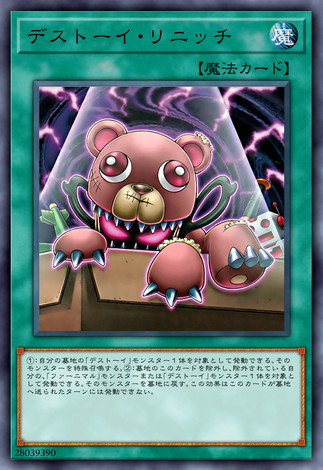 デストーイ・リニッチ
魔
【魔法カード】
①:自分の墓地の「デストーイ」モンスター1体を対象として発動できる。その
モンスターを特殊召喚する。②:墓地のこのカードを除外し、除外されている自
分の、「ファーニマル」モンスターまたは「デストーイ」モンスター1体を対象とし
て発動できる。そのモンスターを墓地に戻す。この効果はこのカードが墓地
へ送られたターンには発動できない。
28039390